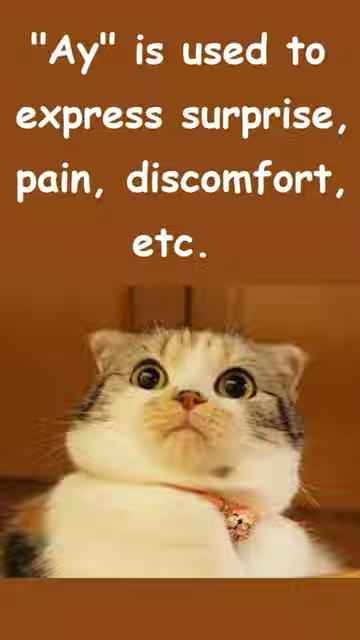 "Ay" is used to
express surprise,
pain, discomfort,
etc.